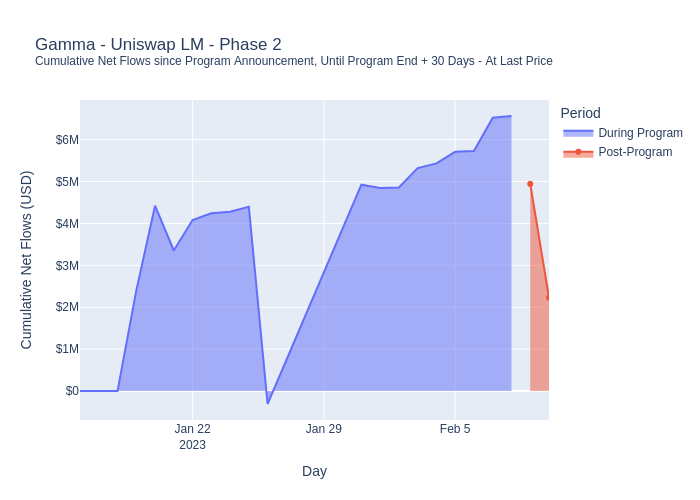 Gamma - Uniswap LM - Phase 2
Cumulative Net Flows since Program Announcement, Until Program End + 30 Days - At Last Price
Period
During Program
Post-Program
Cumulative Net Flows (USD)
$6M
$5M
$4M
$3M
$2M
$1M
$0
Jan 22
2023
Jan 29
Feb 5
Day